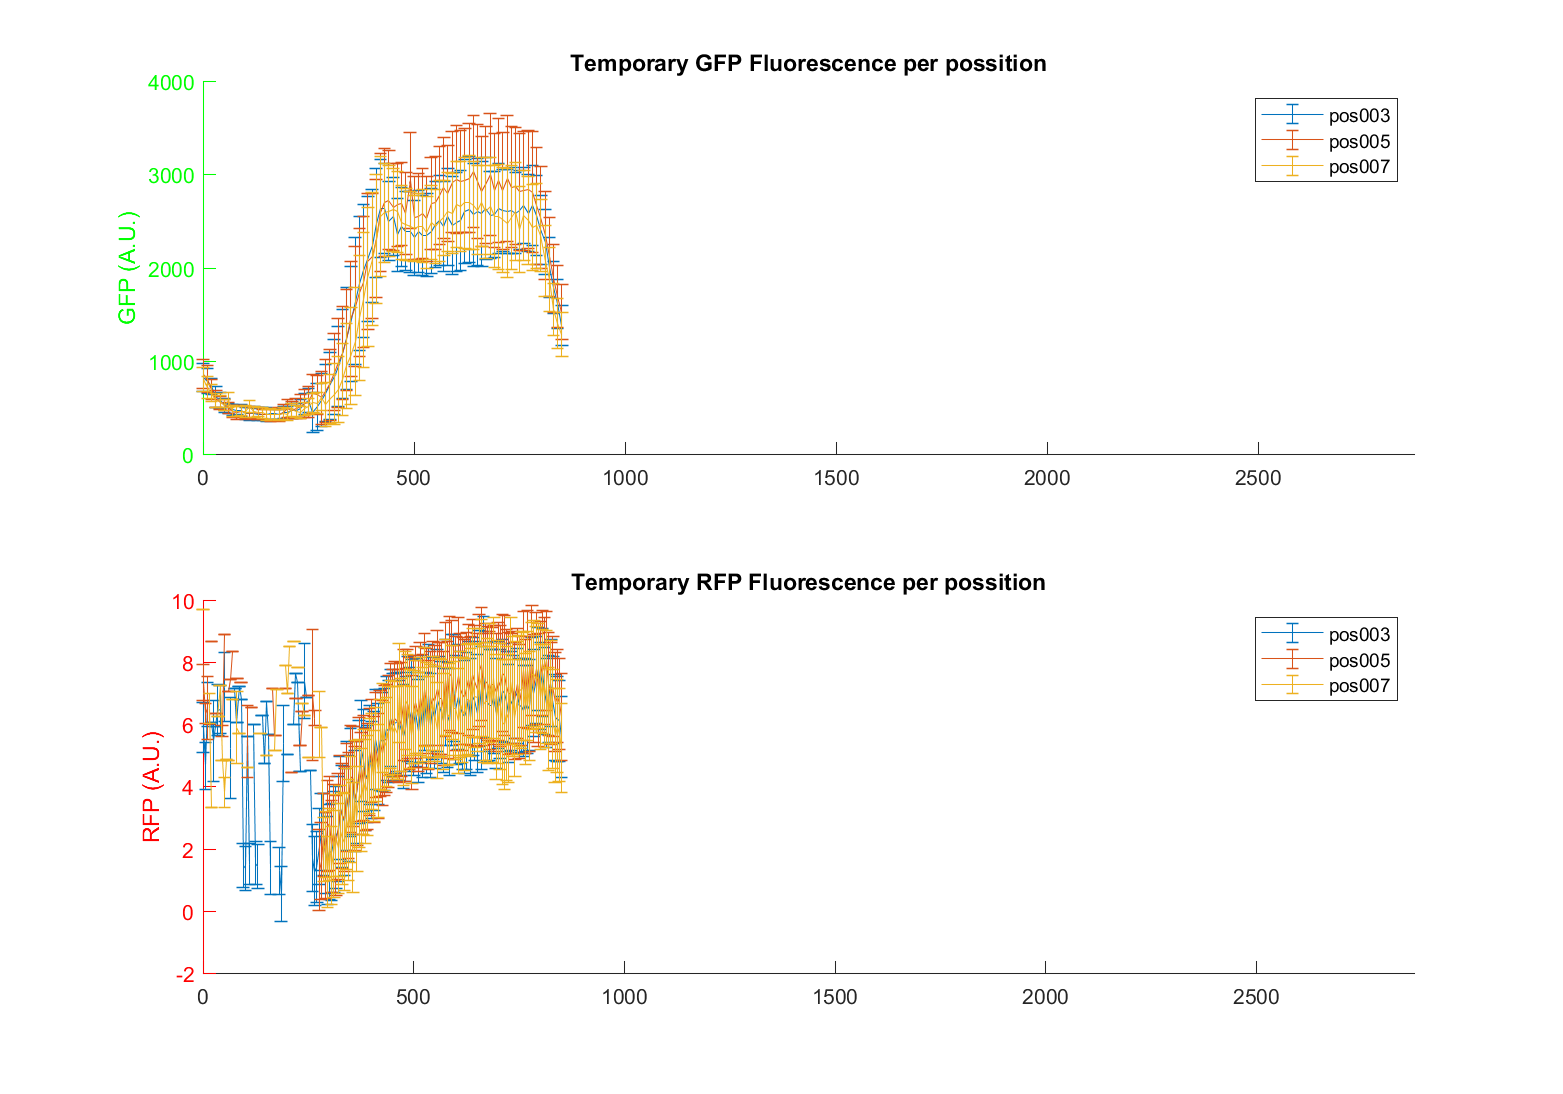 Temporary GFP Fluorescence per possition
4000
3000
2000
1000
0
GFP (A.U.)
pos003
pos005
pos007
0 500 1000 1500 2000 2500
Temporary RFP Fluorescence per possition
10
8
6
4
2
0
-2
RFP (A.U.)
pos003
pos005
pos007
0 500 1000 1500 2000 2500